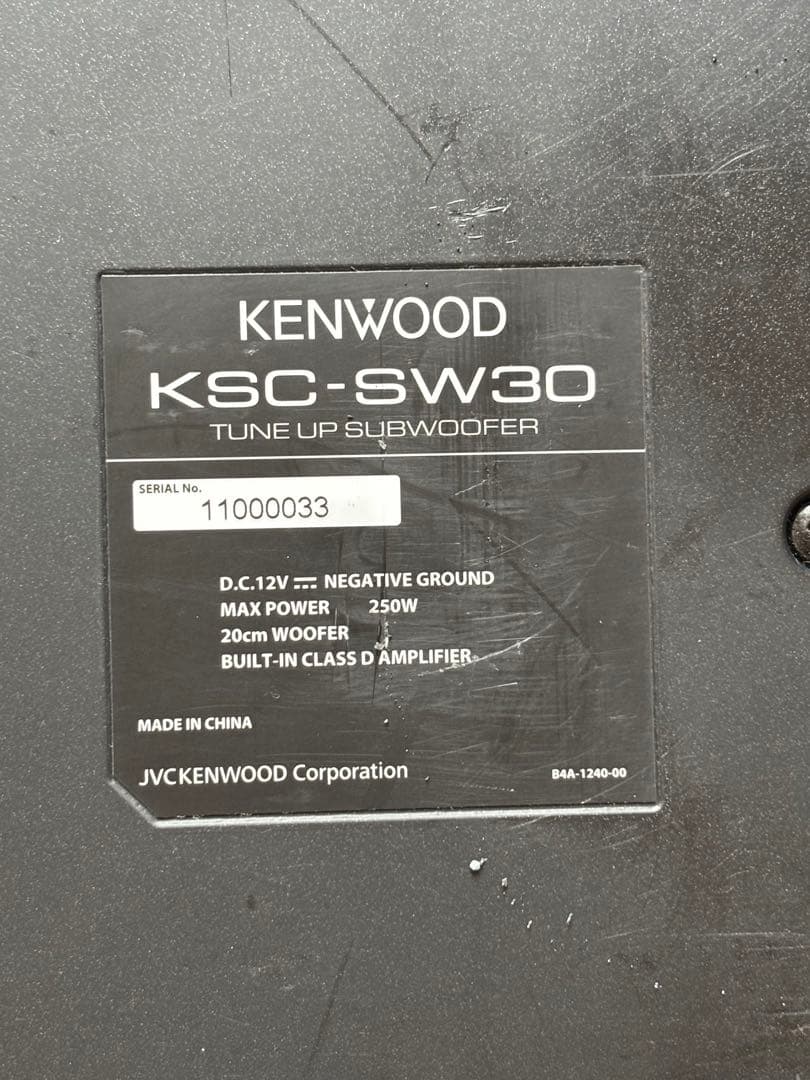 KENWOOD
KSC-SW30
TUNE UP SUBWOOFER
SERIAL No.
11000033
D.C.12V ⎓ NEGATIVE GROUND
MAX POWER 250W
20cm WOOFER
BUILT-IN CLASS D AMPLIFIER
MADE IN CHINA
JVCKENWOOD Corporation
B4A-1240-00